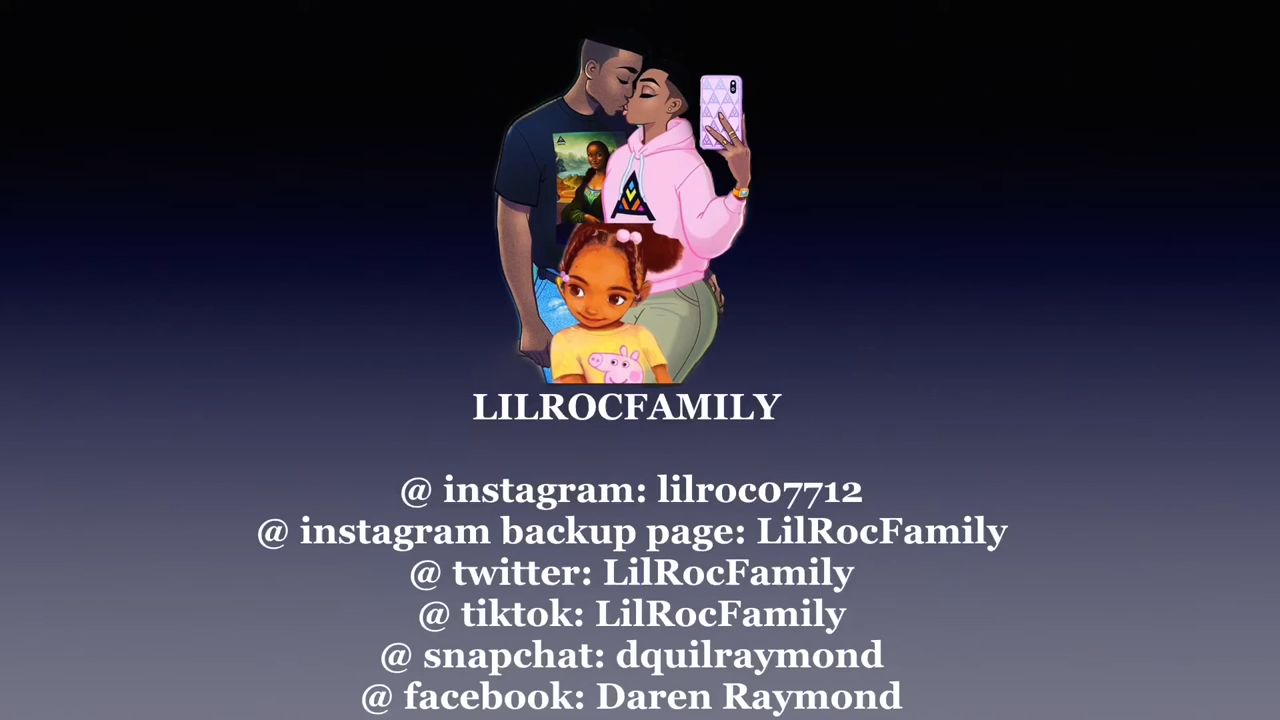 LILROCFAMILY
@ instagram: lilroc07712
@ instagram backup page: LilRocFamily
@ twitter: LilRocFamily
@ tiktok: LilRocFamily
@ snapchat: dquilraymond
@ facebook: Daren Raymond